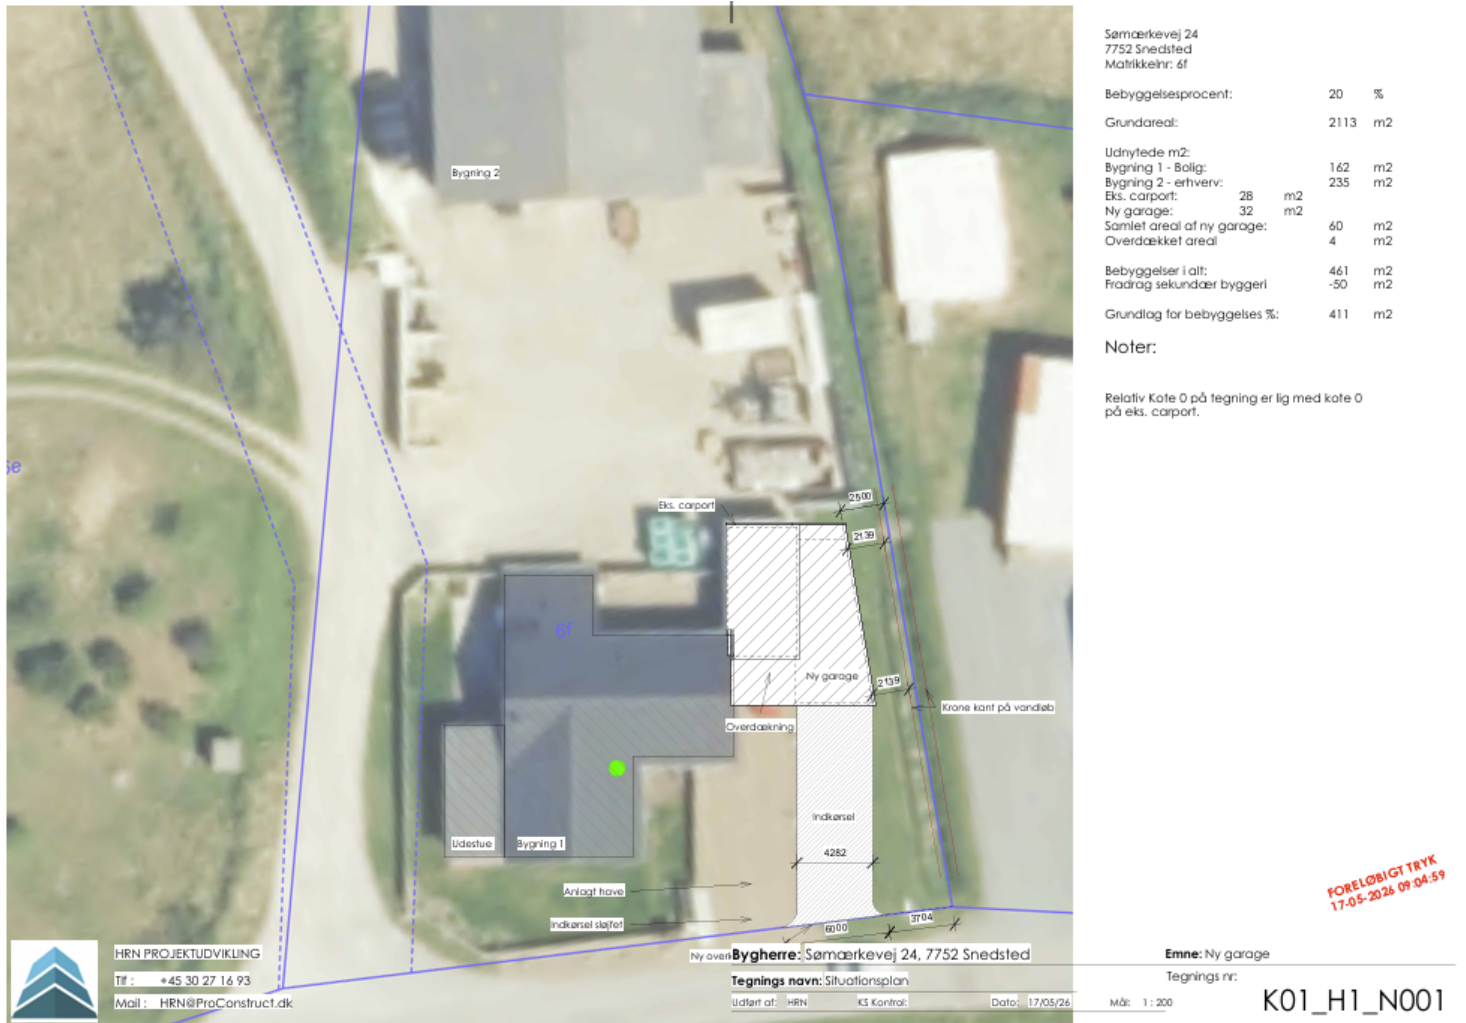 Sømærkevej 24
7752 Snedsted
Matrikkelnr: 6f
Bebyggelsesprocent: 20 %
Grundareal: 2113 m2
Udnyttede m2:
Bygning 1 - Bolig: 162 m2
Bygning 2 - erhverv: 235 m2
Eks. carport: 28 m2
Ny garage: 32 m2
Samlet areal af ny garage: 60 m2
Overdækket areal 4 m2
Bebyggelser i alt: 461 m2
Fradrag sekundær byggeri -50 m2
Grundlag for bebyggelses %: 411 m2
Noter:
Relativ Kote 0 på tegning er lig med kote 0
på eks. carport.
Bygning 2
6e
Eks. carport
2500
2139
6f
Ny garage
2139
Krone kant på vandløb
Overdækning
Indkørsel
Udestue
Bygning 1
4282
Anlagt have
Indkørsel sløjfet
6000
3704
Ny overk
FORELØBIGT TRYK
17-05-2026 09:04:59
HRN PROJEKTUDVIKLING
Tlf : +45 30 27 16 93
Mail : HRN@ProConstruct.dk
Bygherre: Sømærkevej 24, 7752 Snedsted
Emne: Ny garage
Tegnings navn: Situationsplan
Tegnings nr:
Udført af: HRN KS Kontrol: Dato: 17/05/26 Mål: 1 : 200
K01_H1_N001